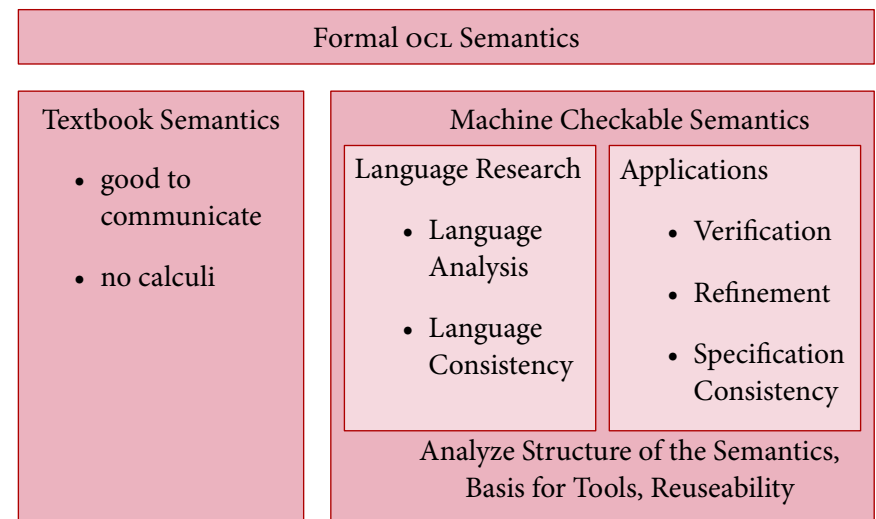 Formal OCL Semantics
Textbook Semantics
• good to
communicate
• no calculi
Machine Checkable Semantics
Language Research
• Language
Analysis
• Language
Consistency
Applications
• Verification
• Refinement
• Specification
Consistency
Analyze Structure of the Semantics,
Basis for Tools, Reuseability